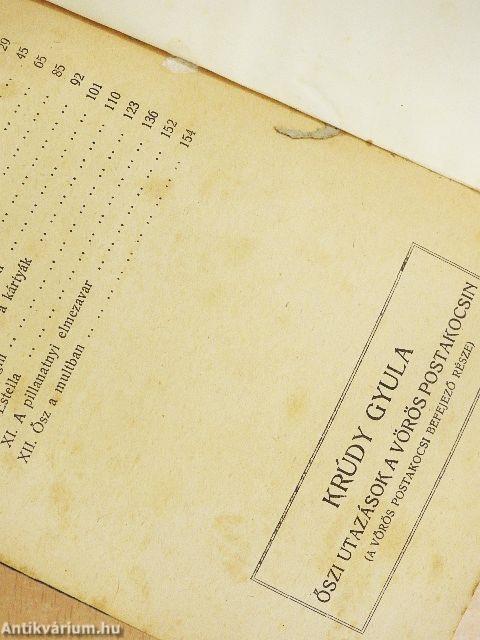 29
45
65
85
92
101
a kártyák 110
123
Estella 136
XI. A pillanatnyi elmezavar 152
XII. Ősz a multban 154
KRÚDY GYULA
ŐSZI UTAZÁSOK A VÖRÖS POSTAKOCSIN
(A VÖRÖS POSTAKOCSI BEFEJEZŐ RÉSZE)
Antikvárium.hu